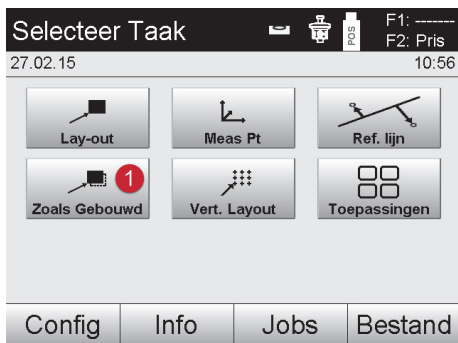 Selecteer Taak
POS
F1: -------
F2: Pris
27.02.15 10:56
Lay-out Meas Pt Ref. lijn
1
Zoals Gebouwd Vert. Layout Toepassingen
Config Info Jobs Bestand